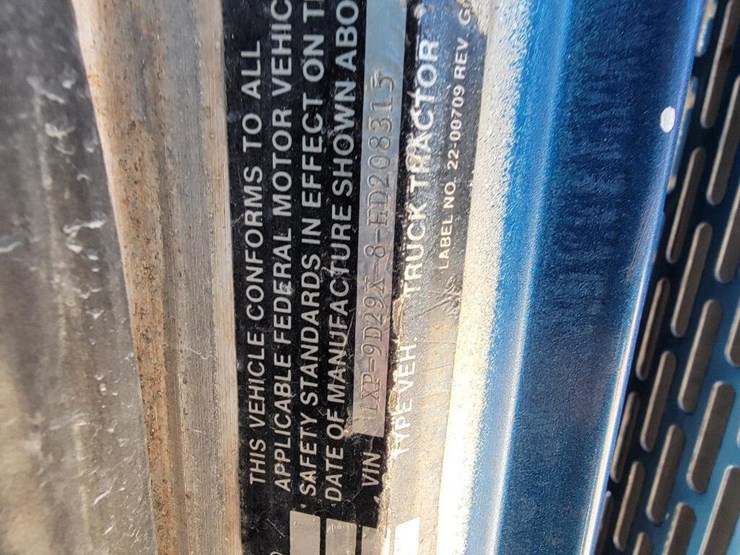 THIS VEHICLE CONFORMS TO ALL
APPLICABLE FEDERAL MOTOR VEHIC
SAFETY STANDARDS IN EFFECT ON T
DATE OF MANUFACTURE SHOWN ABO
VIN 1XP-9D29X-8-HD208315
TYPE VEH. TRUCK TRACTOR
LABEL NO. 22-00709 REV G